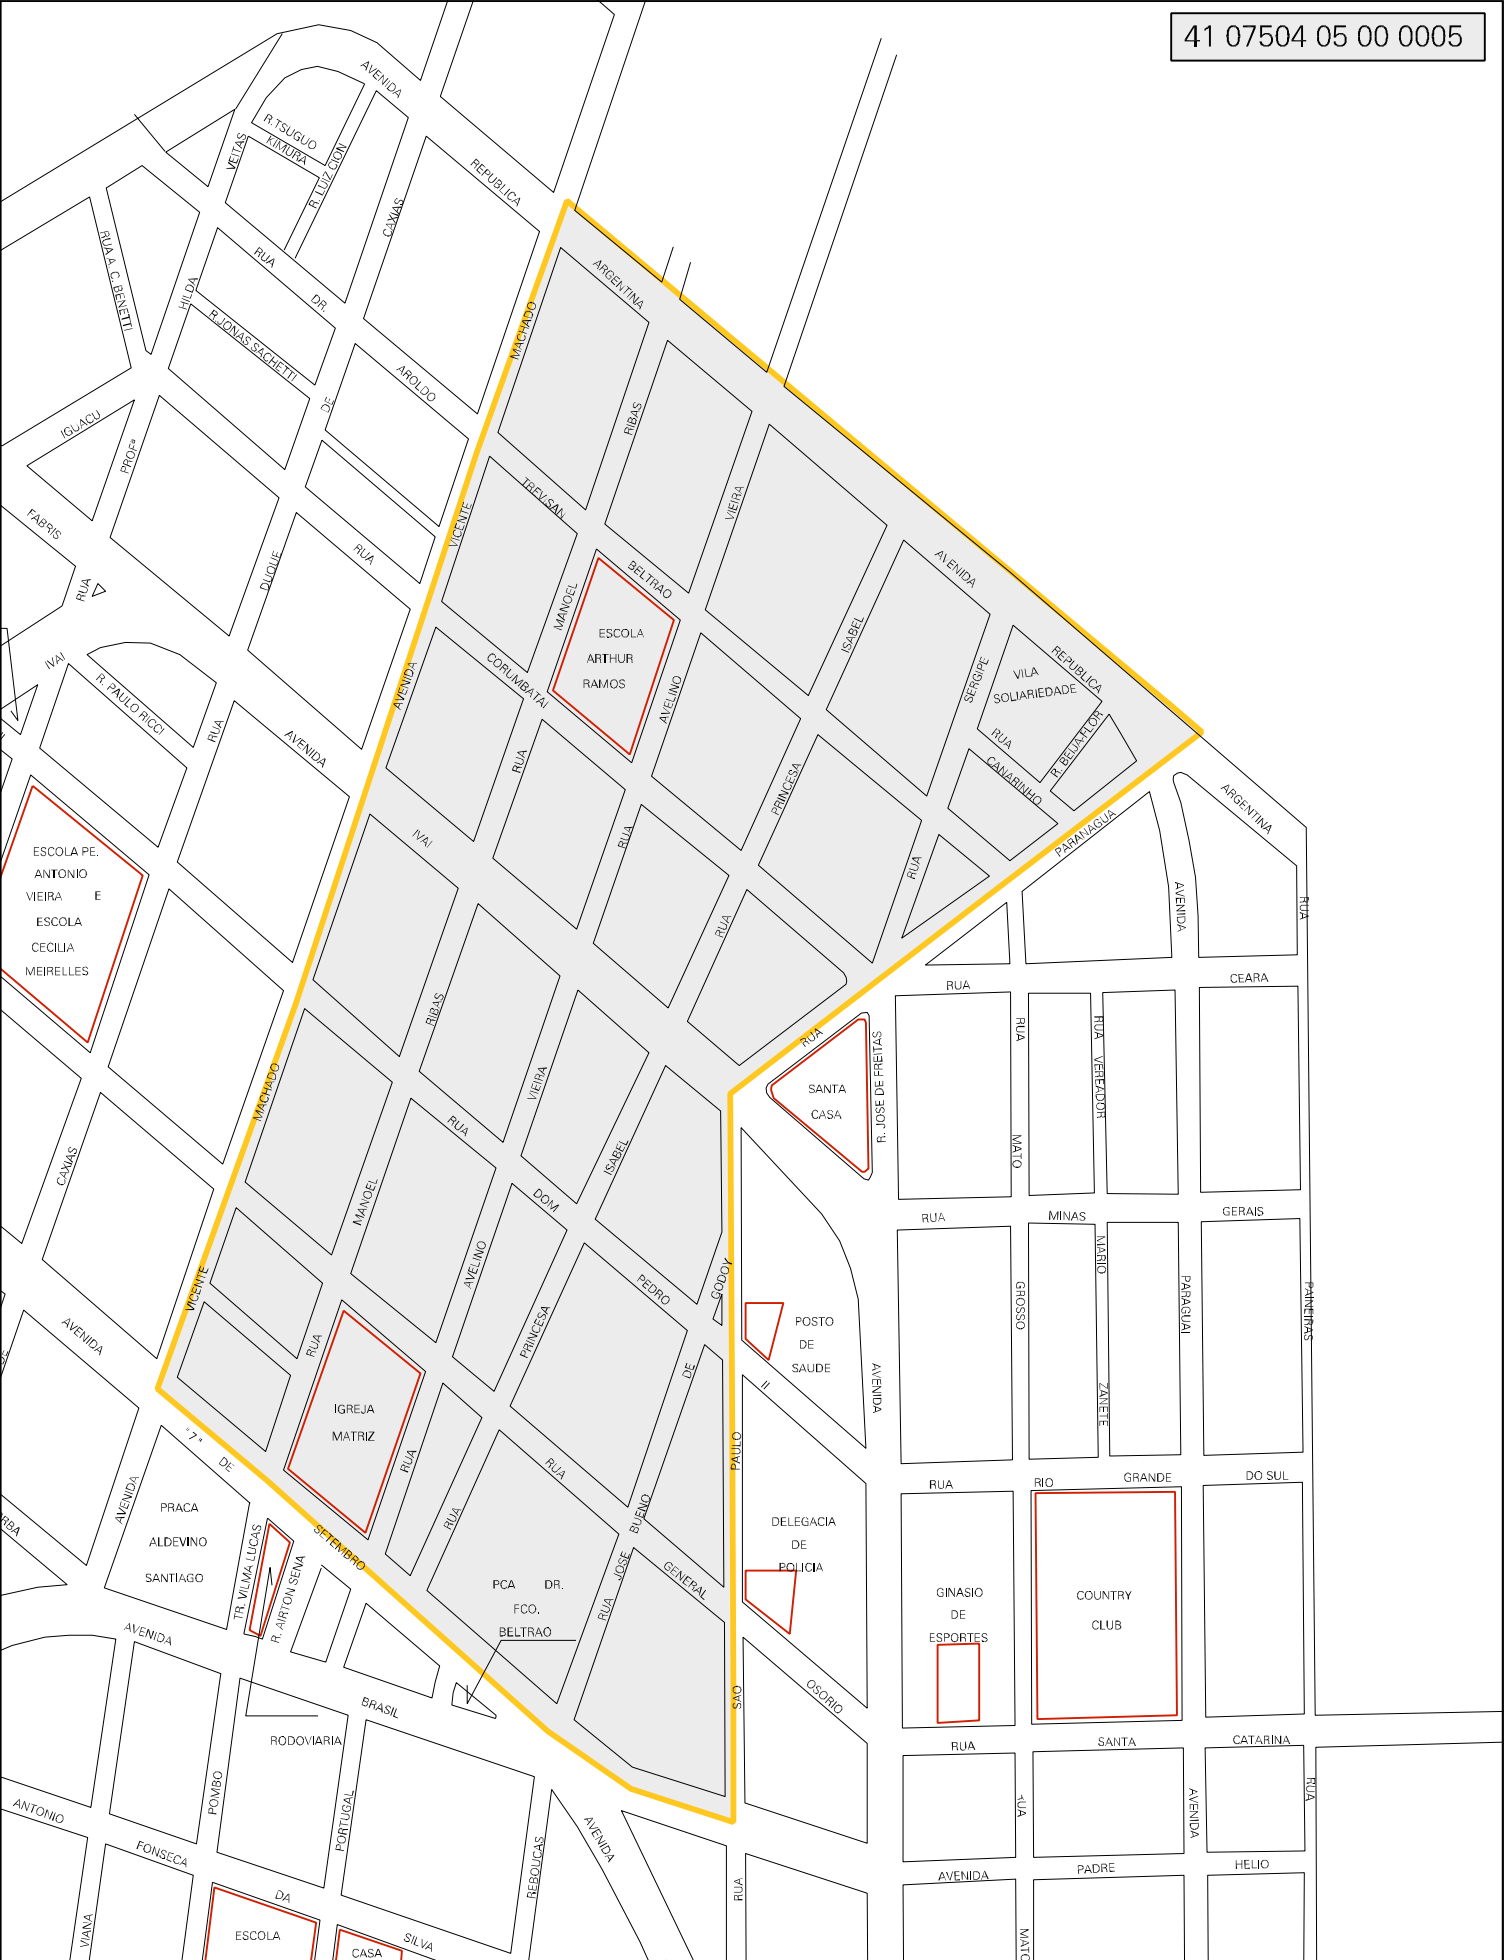 41 07504 05 00 0005
AVENIDA
R.TSUGUO
KIMURA
VEITAS
R. LUIZ CION
REPUBLICA
CAXIAS
RUA A. C. BENETTI
RUA
DR.
HILDA
R.JONAS SACHETTI
ARGENTINA
MACHADO
AROLDO
DE
IGUACU
PROFª
RIBAS
TREVISAN
VICENTE
VIEIRA
FABRIS
RUA
RUA
DUQUE
BELTRAO
MANOEL
AVENIDA
ESCOLA
ARTHUR
RAMOS
ISABEL
IVAI
R. PAULO RICCI
AVENIDA
CORUMBATAI
AVELINO
SERGIPE
VILA
SOLIARIEDADE
REPUBLICA
RUA
AVENIDA
RUA
RUA
R. BEIJA-FLOR
CANARINHO
PRINCESA
PARANAGUA
ARGENTINA
IVAI
RUA
RUA
ESCOLA PE.
ANTONIO
VIEIRA E
ESCOLA
CECILIA
MEIRELLES
RUA
AVENIDA
RUA
RUA
CEARA
RIBAS
RUA
RUA
RUA VEREADOR
R. JOSE DE FREITAS
SANTA
CASA
MACHADO
VIEIRA
RUA
ISABEL
MATO
CAXIAS
MANOEL
DOM
RUA
MINAS
GERAIS
AVELINO
PEDRO
GODOY
MARIO
VICENTE
GROSSO
PARAGUAI
PAINEIRAS
AVENIDA
RUA
PRINCESA
POSTO
DE
SAUDE
DE
II
AVENIDA
IGREJA
MATRIZ
ZANETE
"7"
DE
RUA
RUA
PAULO
RUA
RIO
GRANDE
DO SUL
AVENIDA
PRACA
ALDEVINO
SANTIAGO
RUA
BUENO
DELEGACIA
DE
POLICIA
SETEMBRO
TR. VILMA LUCAS
R. AIRTON SENA
JOSE
GENERAL
PCA DR.
FCO.
BELTRAO
RUA
GINASIO
DE
ESPORTES
COUNTRY
CLUB
AVENIDA
BRASIL
SAO
OSORIO
RODOVIARIA
RUA
SANTA
CATARINA
POMBO
PORTUGAL
RUA
AVENIDA
RUA
ANTONIO
AVENIDA
FONSECA
REBOUCAS
DA
RUA
AVENIDA
PADRE
HELIO
VIANA
ESCOLA
CASA
SILVA
MATO